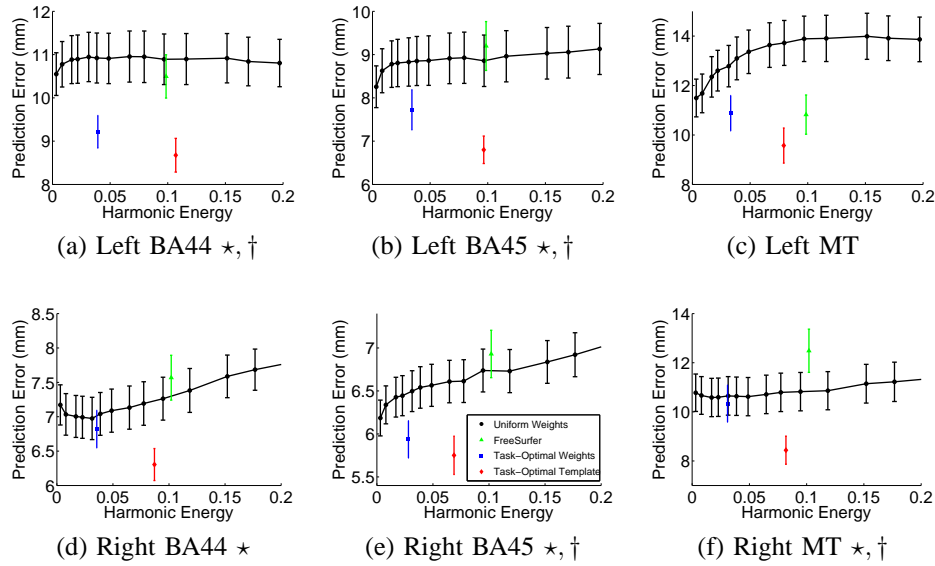 11
10
9
8
6
0 0.05 0.1 0.15 0.2
Prediction Error (mm)
Harmonic Energy
(a) Left BA44 ⋆, †
10
9
8
7
6
0 0.05 0.1 0.15 0.2
Prediction Error (mm)
Harmonic Energy
(b) Left BA45 ⋆, †
14
12
10
8
0 0.05 0.1 0.15 0.2
Prediction Error (mm)
Harmonic Energy
(c) Left MT
8.5
8
7.5
7
6.5
6
0 0.05 0.1 0.15 0.2
Prediction Error (mm)
Harmonic Energy
(d) Right BA44 ⋆
7
6.5
6
5.5
0 0.05 0.1 0.15 0.2
Prediction Error (mm)
Harmonic Energy
Uniform Weights
FreeSurfer
Task-Optimal Weights
Task-Optimal Template
(e) Right BA45 ⋆, †
14
12
10
8
0 0.05 0.1 0.15 0.2
Prediction Error (mm)
Harmonic Energy
(f) Right MT ⋆, †